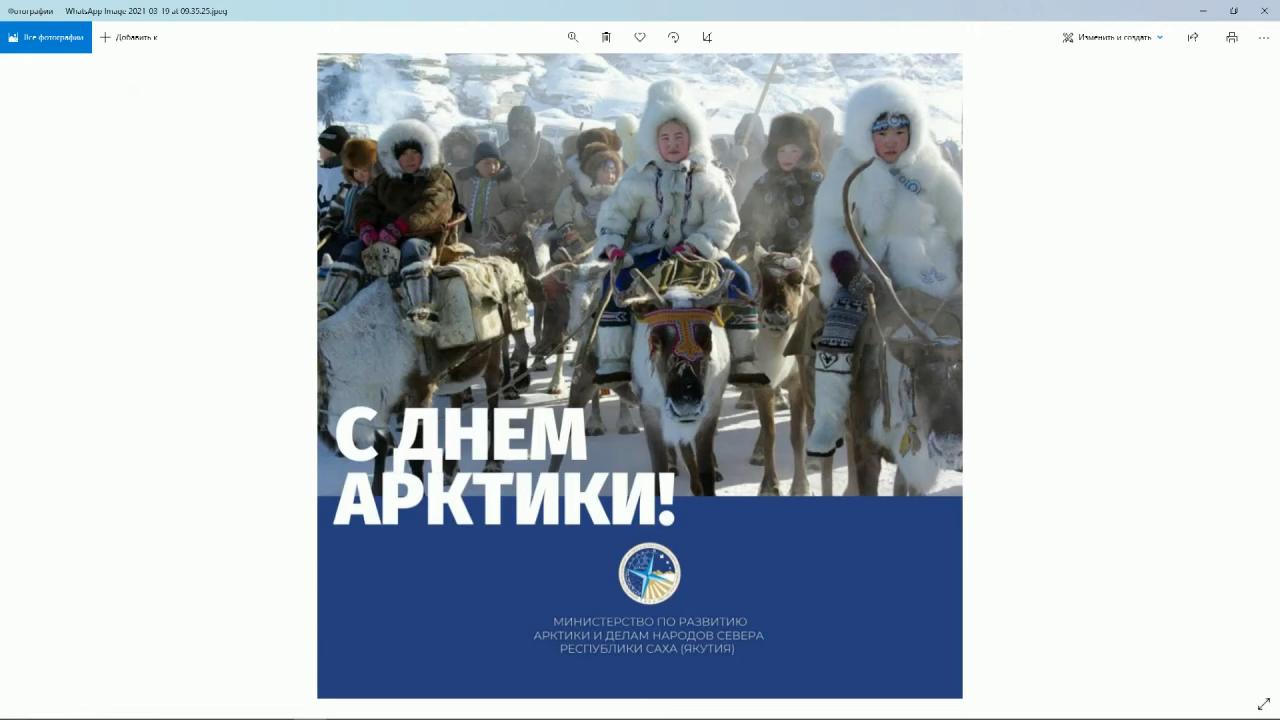 Фотографии - WhatsApp Image 2021-03-19 at 09.35.25.jpeg
Все фотографии
Добавить к
Изменить и создать
С ДНЕМ
АРКТИКИ!
МИНИСТЕРСТВО ПО РАЗВИТИЮ
АРКТИКИ И ДЕЛАМ НАРОДОВ СЕВЕРА
РЕСПУБЛИКИ САХА (ЯКУТИЯ)